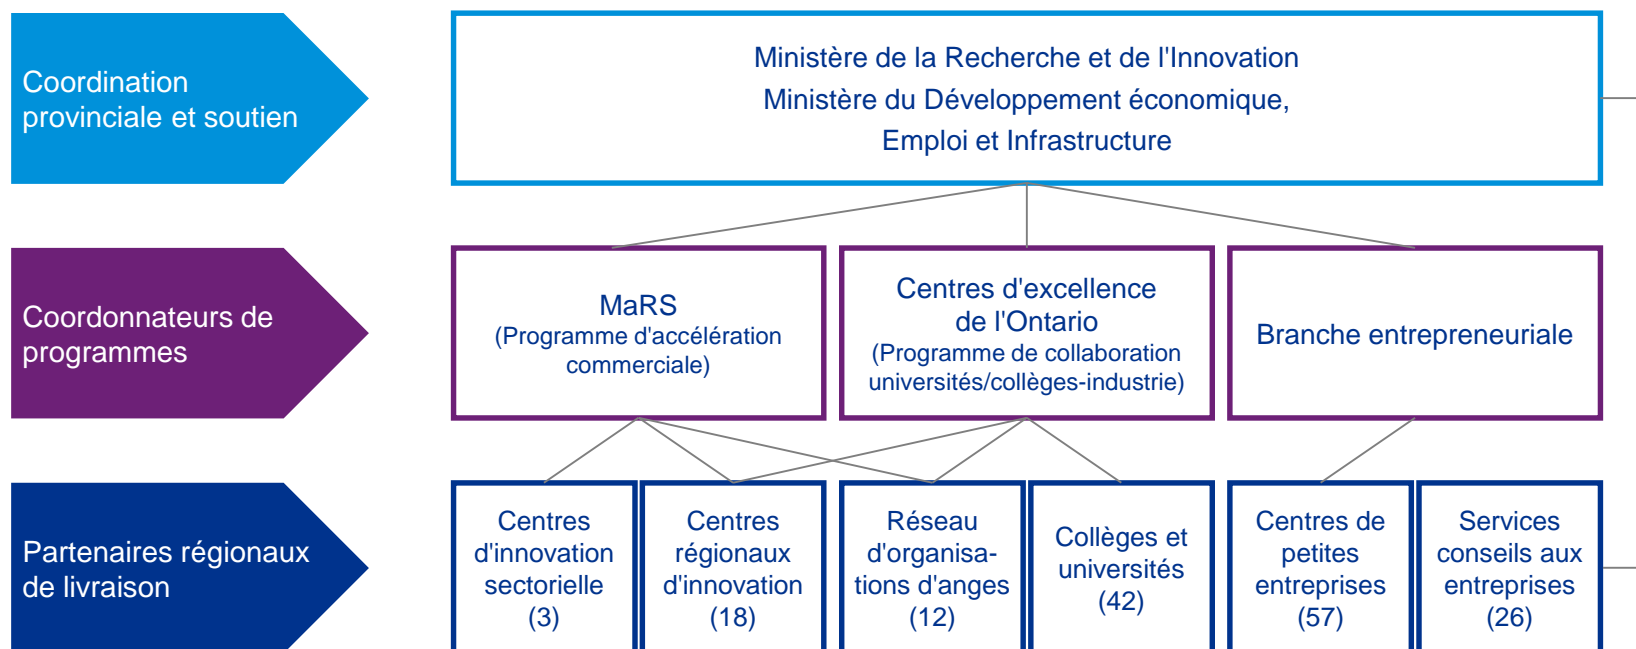 Coordination
provinciale et soutien
Ministère de la Recherche et de l'Innovation
Ministère du Développement économique,
Emploi et Infrastructure
Coordonnateurs de
programmes
MaRS
(Programme d'accélération
commerciale)
Centres d'excellence
de l'Ontario
(Programme de collaboration
universités/collèges-industrie)
Branche entrepreneuriale
Partenaires régionaux
de livraison
Centres
d'innovation
sectorielle
(3)
Centres
régionaux
d'innovation
(18)
Réseau
d'organisa-
tions d'anges
(12)
Collèges et
universités
(42)
Centres de
petites
entreprises
(57)
Services
conseils aux
entreprises
(26)